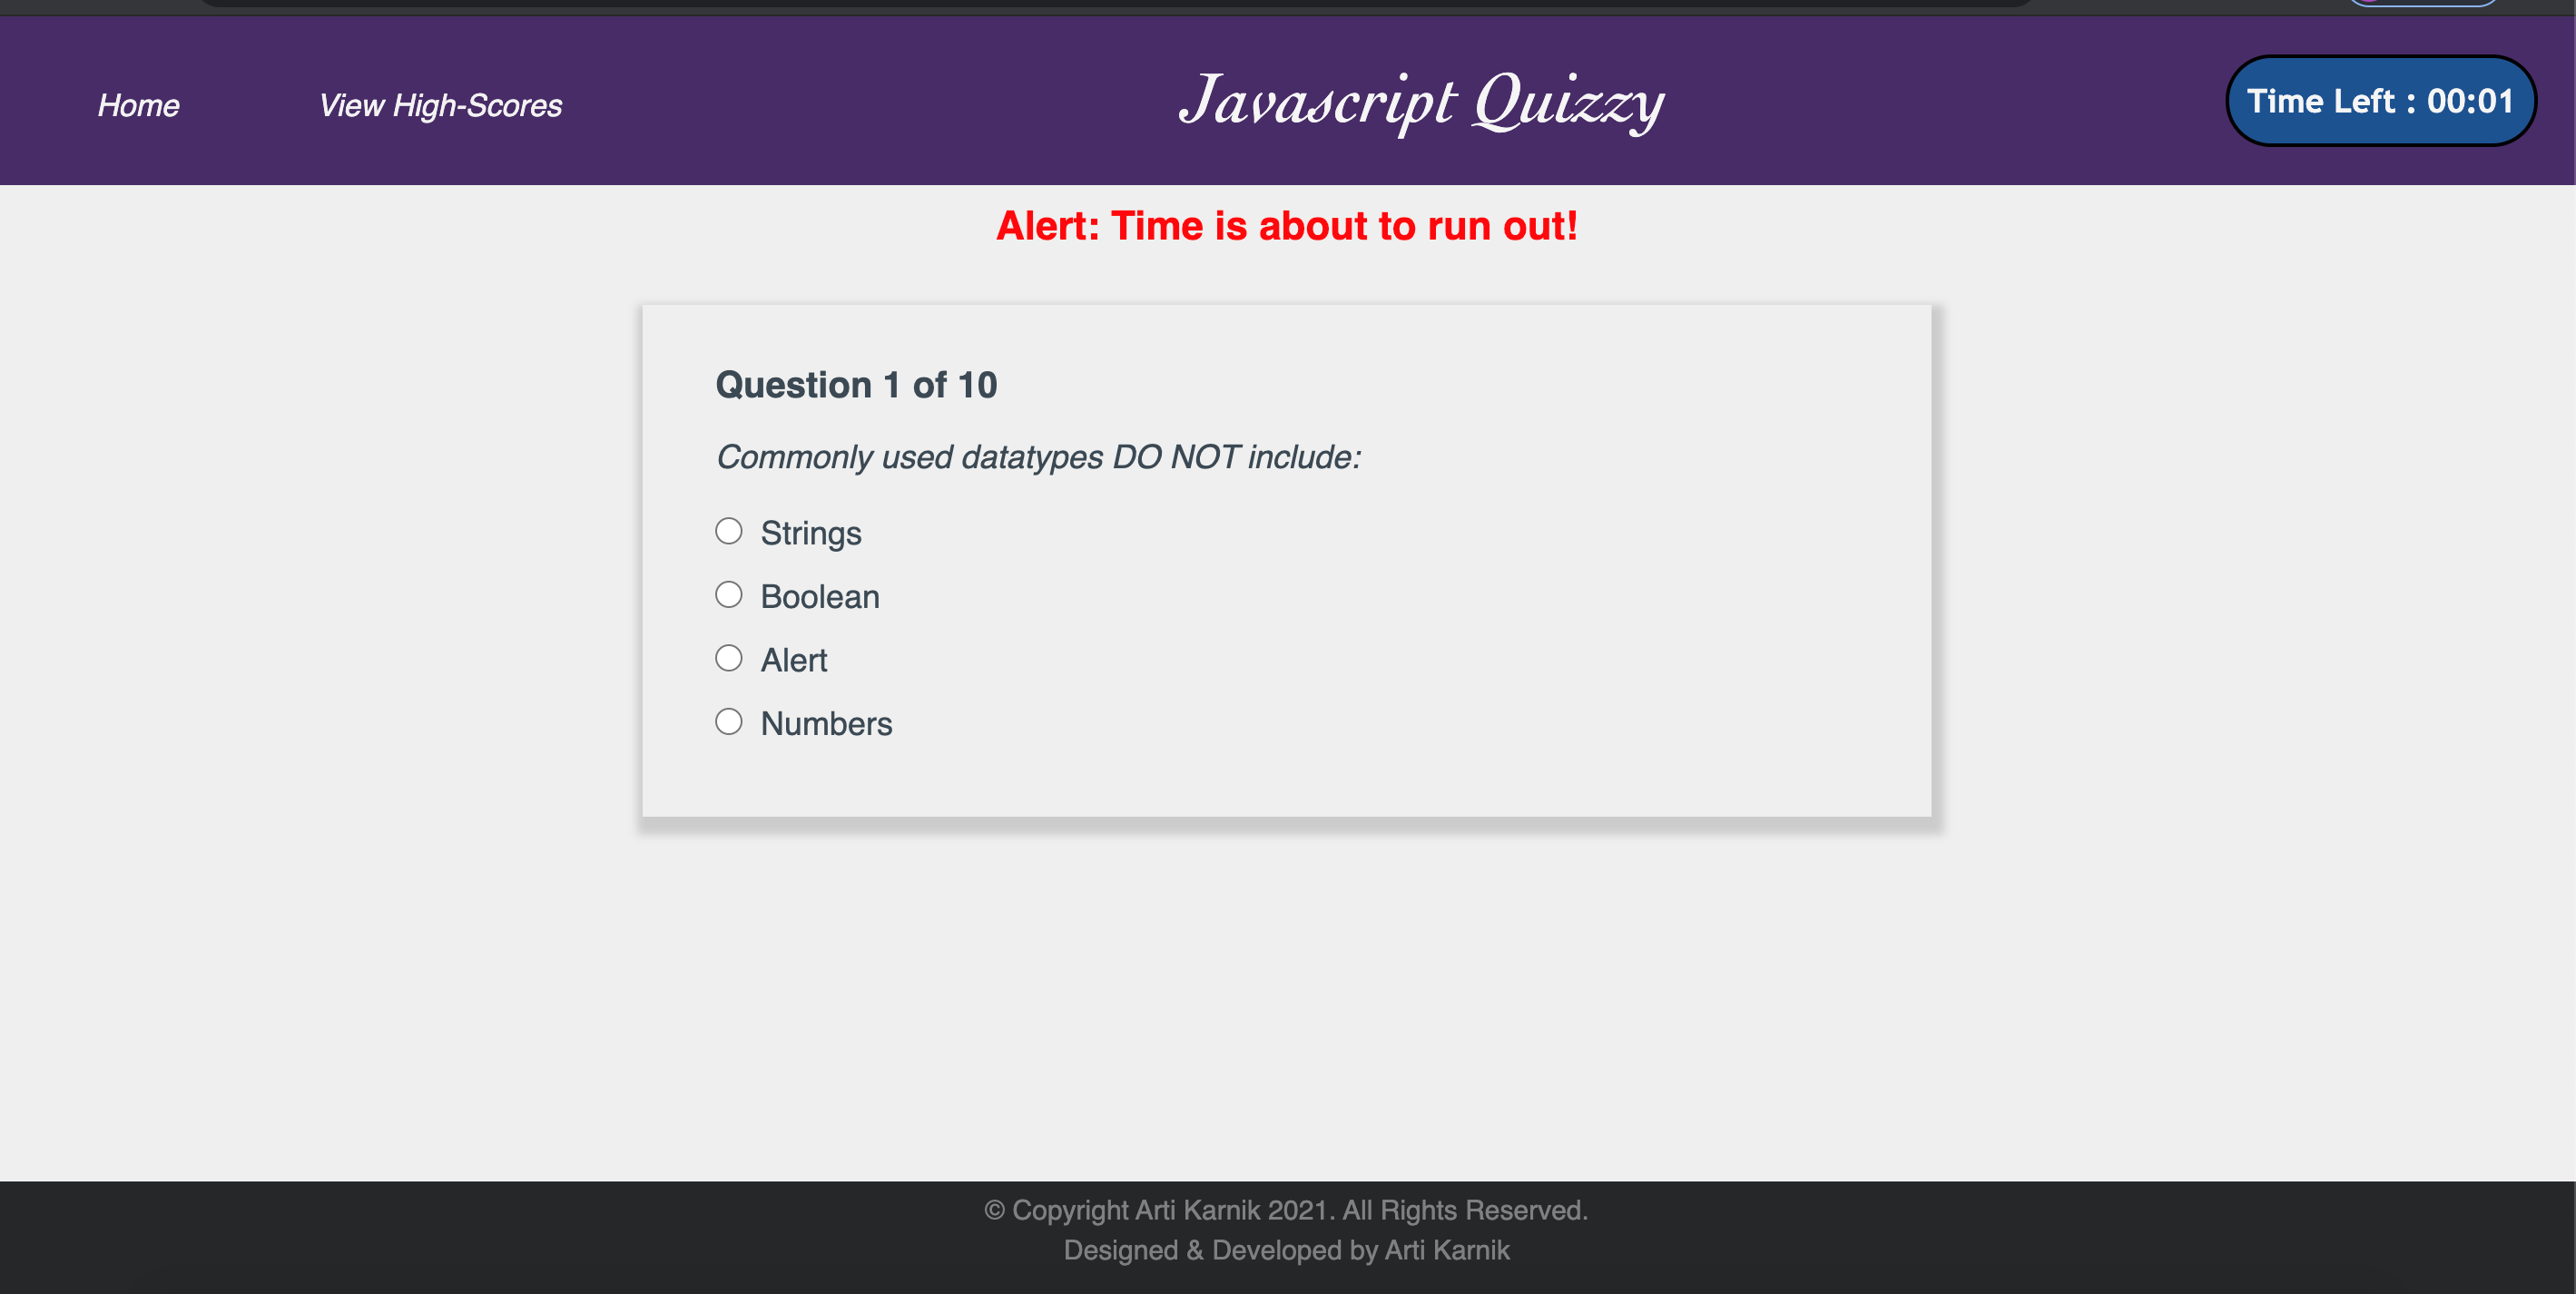 Home
View High-Scores
Javascript Quizzy
Time Left : 00:01
Alert: Time is about to run out!
Question 1 of 10
Commonly used datatypes DO NOT include:
Strings
Boolean
Alert
Numbers
© Copyright Arti Karnik 2021. All Rights Reserved.
Designed & Developed by Arti Karnik